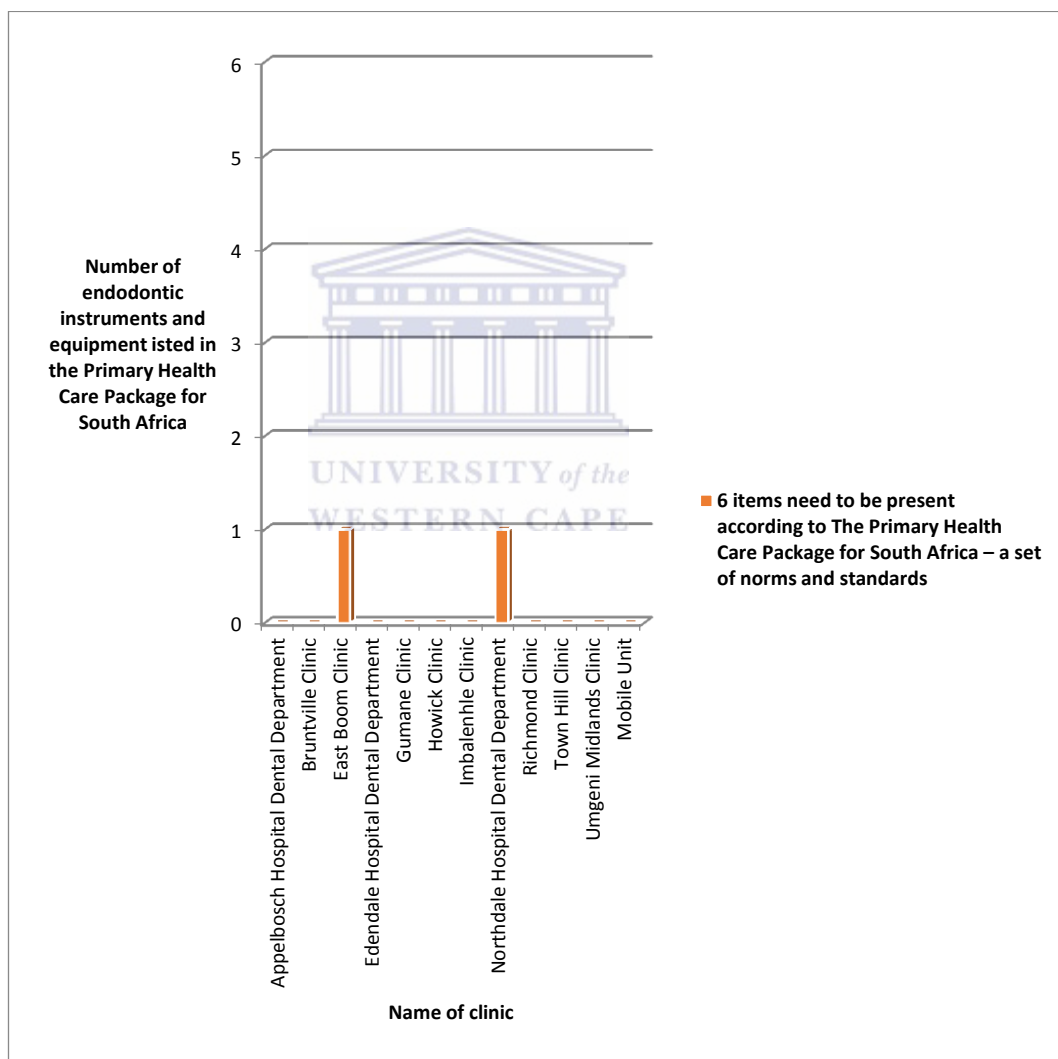 6
5
4
3
2
1
0
Number of
endodontic
instruments and
equipment isted in
the Primary Health
Care Package for
South Africa
UNIVERSITY of the
WESTERN CAPE
6 items need to be present
according to The Primary Health
Care Package for South Africa – a set
of norms and standards
Appelbosch Hospital Dental Department
Bruntville Clinic
East Boom Clinic
Edendale Hospital Dental Department
Gumane Clinic
Howick Clinic
Imbalenhle Clinic
Northdale Hospital Dental Department
Richmond Clinic
Town Hill Clinic
Umgeni Midlands Clinic
Mobile Unit
Name of clinic